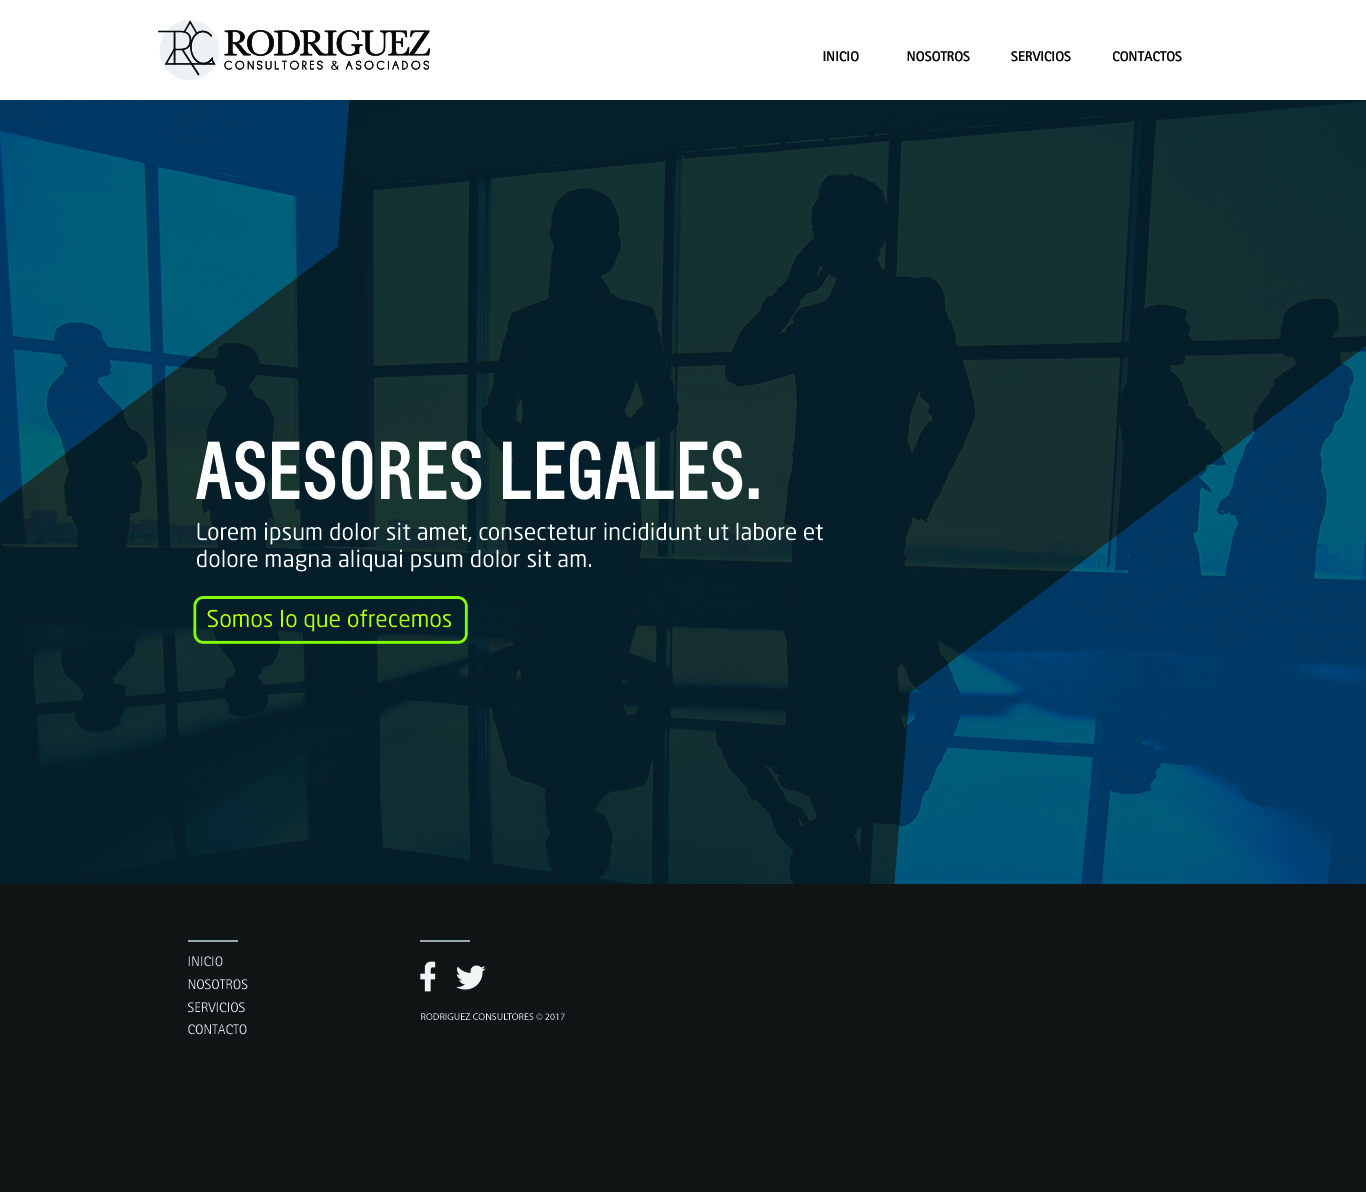 RODRIGUEZ
CONSULTORES & ASOCIADOS
INICIO
NOSOTROS
SERVICIOS
CONTACTOS
ASESORES LEGALES.
Lorem ipsum dolor sit amet, consectetur incididunt ut labore et
dolore magna aliquai psum dolor sit am.
Somos lo que ofrecemos
INICIO
NOSOTROS
SERVICIOS
CONTACTO
RODRIGUEZ CONSULTORES © 2017